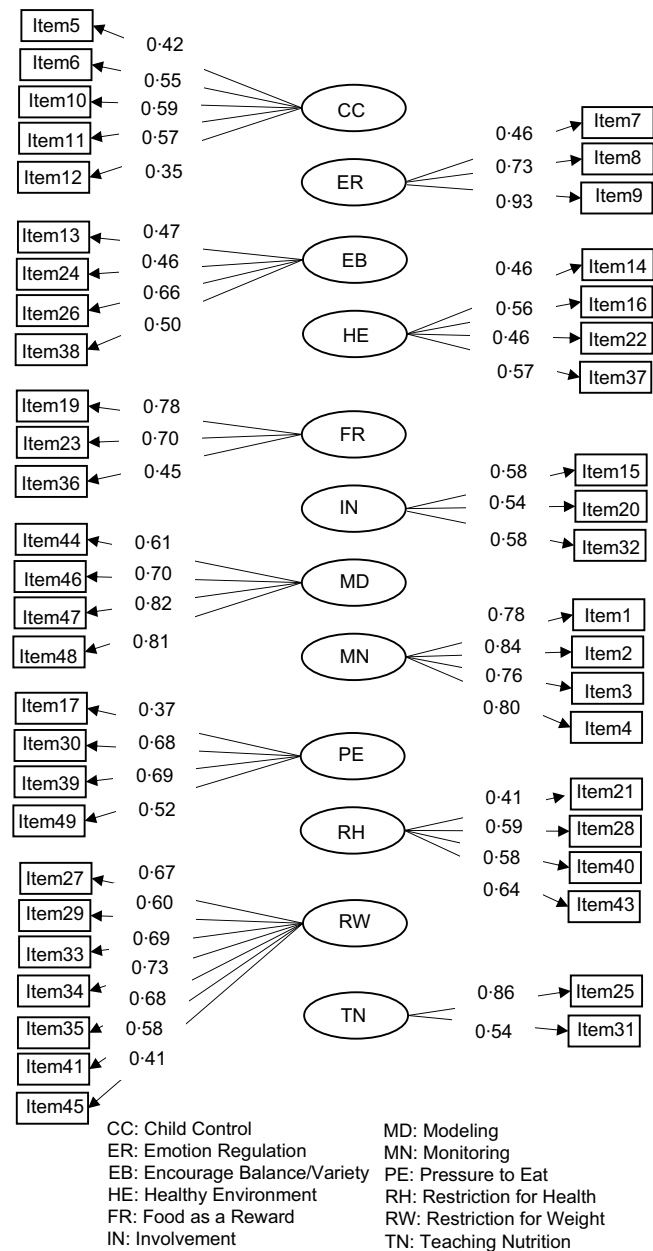 Item5
0·42
Item6
0·55
Item10
0·59
CC
Item11
0·57
Item12
0·35
Item7
0·46
Item8
0·73
ER
Item9
0·93
Item13
0·47
Item24
0·46
EB
Item26
0·66
Item38
0·50
Item14
0·46
Item16
0·56
HE
Item22
0·46
Item37
0·57
Item19
0·78
Item23
0·70
FR
Item36
0·45
Item15
0·58
IN
Item20
0·54
Item32
0·58
Item44
0·61
Item46
0·70
MD
Item47
0·82
Item48
0·81
Item1
0·78
Item2
0·84
MN
Item3
0·76
Item4
0·80
Item17
0·37
Item30
0·68
PE
Item39
0·69
Item49
0·52
Item21
0·41
Item28
0·59
RH
Item40
0·58
Item43
0·64
Item27
0·67
Item29
0·60
RW
Item33
0·69
Item34
0·73
Item35
0·68
Item41
0·58
Item45
0·41
Item25
0·86
TN
Item31
0·54
CC: Child Control
ER: Emotion Regulation
EB: Encourage Balance/Variety
HE: Healthy Environment
FR: Food as a Reward
IN: Involvement
MD: Modeling
MN: Monitoring
PE: Pressure to Eat
RH: Restriction for Health
RW: Restriction for Weight
TN: Teaching Nutrition